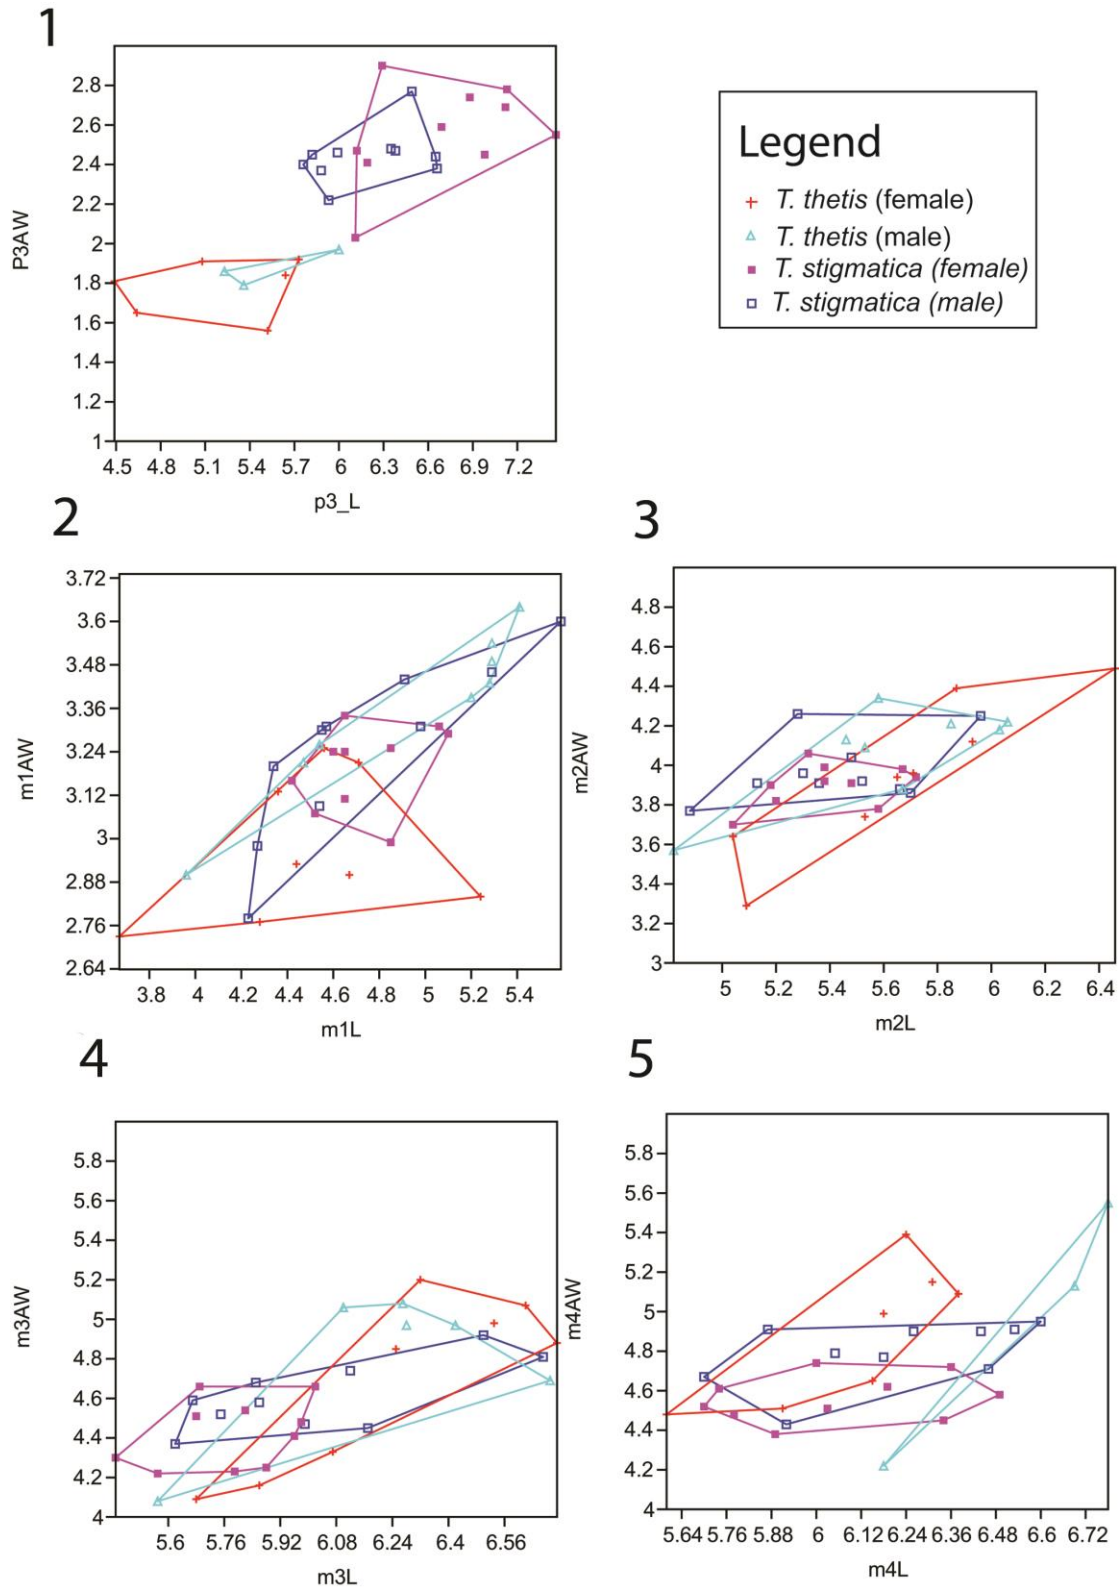 1
2.8
2.6
2.4
2.2
2
1.8
1.6
1.4
1.2
1
P3AW
4.5 4.8 5.1 5.4 5.7 6 6.3 6.6 6.9 7.2
p3_L
Legend
T. thetis (female)
T. thetis (male)
T. stigmatica (female)
T. stigmatica (male)
2
3.72
3.6
3.48
3.36
3.24
3.12
3
2.88
2.76
2.64
m1AW
3.8 4 4.2 4.4 4.6 4.8 5 5.2 5.4
m1L
3
4.8
4.6
4.4
4.2
4
3.8
3.6
3.4
3.2
3
m2AW
5 5.2 5.4 5.6 5.8 6 6.2 6.4
m2L
4
5.8
5.6
5.4
5.2
5
4.8
4.6
4.4
4.2
4
m3AW
5.6 5.76 5.92 6.08 6.24 6.4 6.56
m3L
5
5.8
5.6
5.4
5.2
5
4.8
4.6
4.4
4.2
4
m4AW
5.64 5.76 5.88 6 6.12 6.24 6.36 6.48 6.6 6.72
m4L